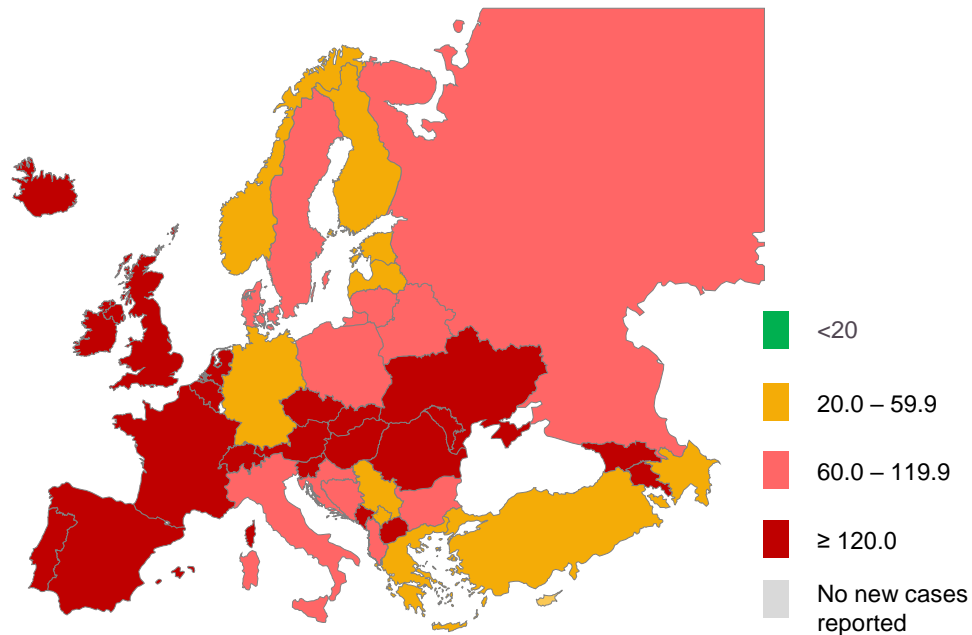 <20
20.0 – 59.9
60.0 – 119.9
≥ 120.0
No new cases
reported